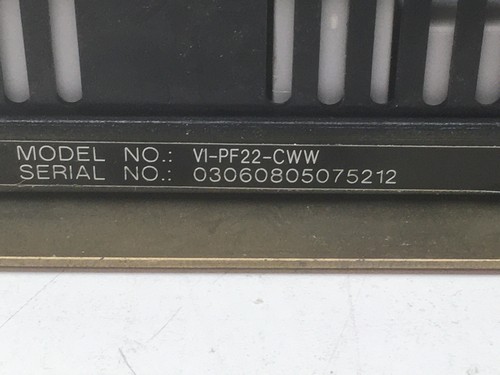 MODEL NO.: VI-PF22-CWW
SERIAL NO.: 03060805075212